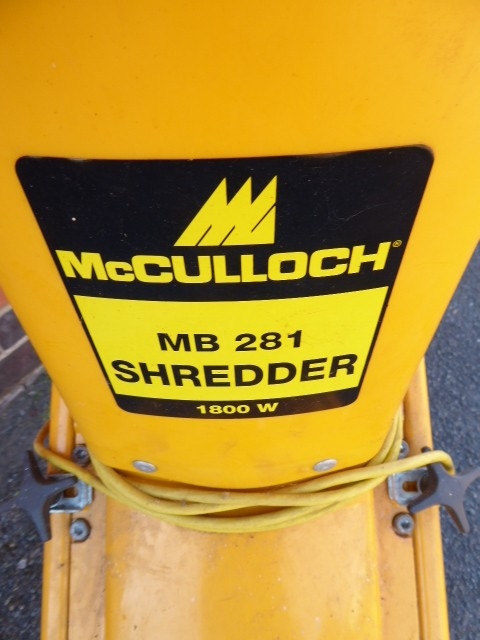 McCULLOCH®
MB 281
SHREDDER
1800 W